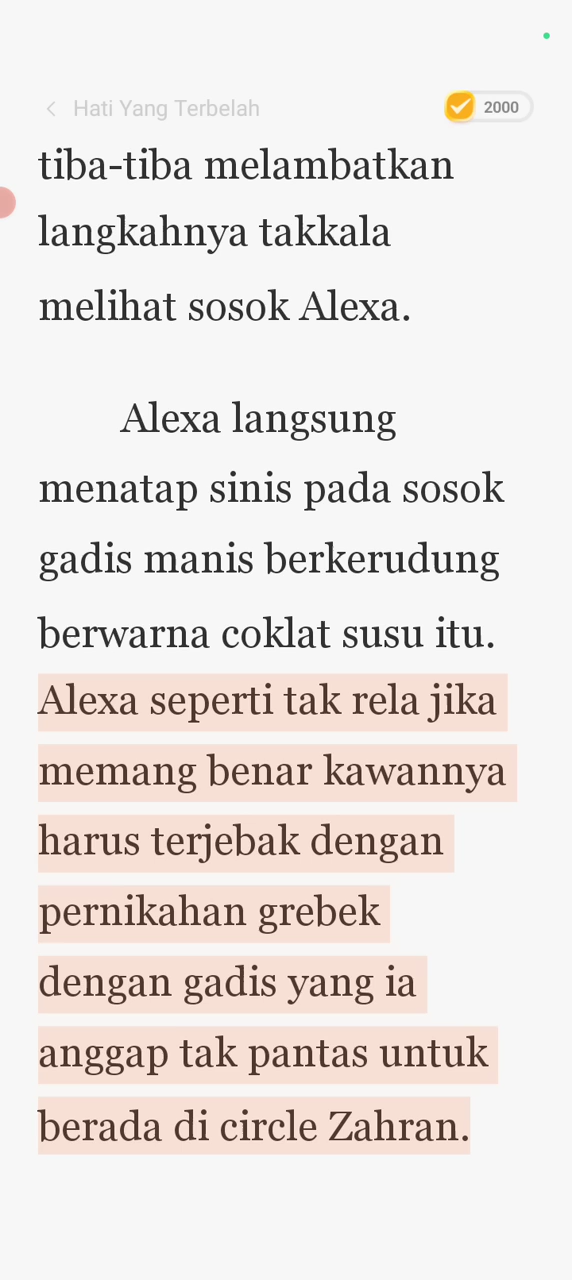 Hati Yang Terbelah
2000
tiba-tiba melambatkan
langkahnya takkala
melihat sosok Alexa.
Alexa langsung
menatap sinis pada sosok
gadis manis berkerudung
berwarna coklat susu itu.
Alexa seperti tak rela jika
memang benar kawannya
harus terjebak dengan
pernikahan grebek
dengan gadis yang ia
anggap tak pantas untuk
berada di circle Zahran.